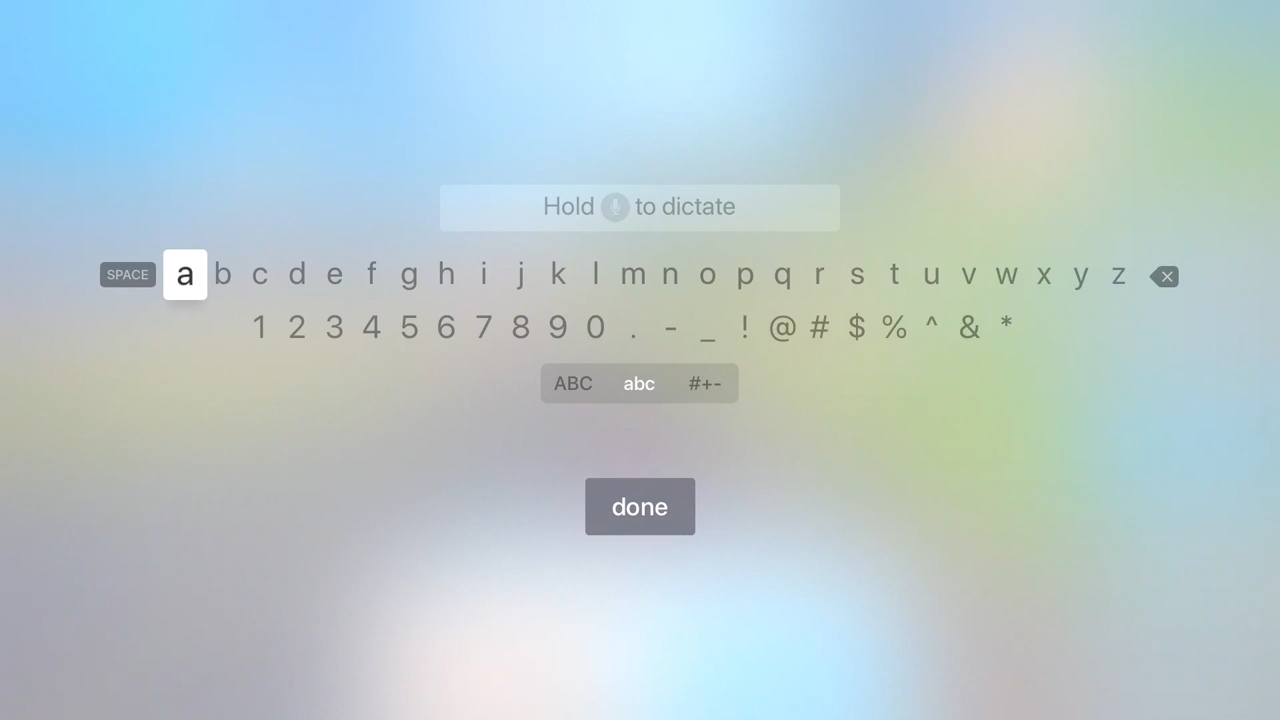 Hold to dictate
SPACE a b c d e f g h i j k l m n o p q r s t u v w x y z
1 2 3 4 5 6 7 8 9 0 . - _ ! @ # $ % ^ & *
ABC abc #+-
done